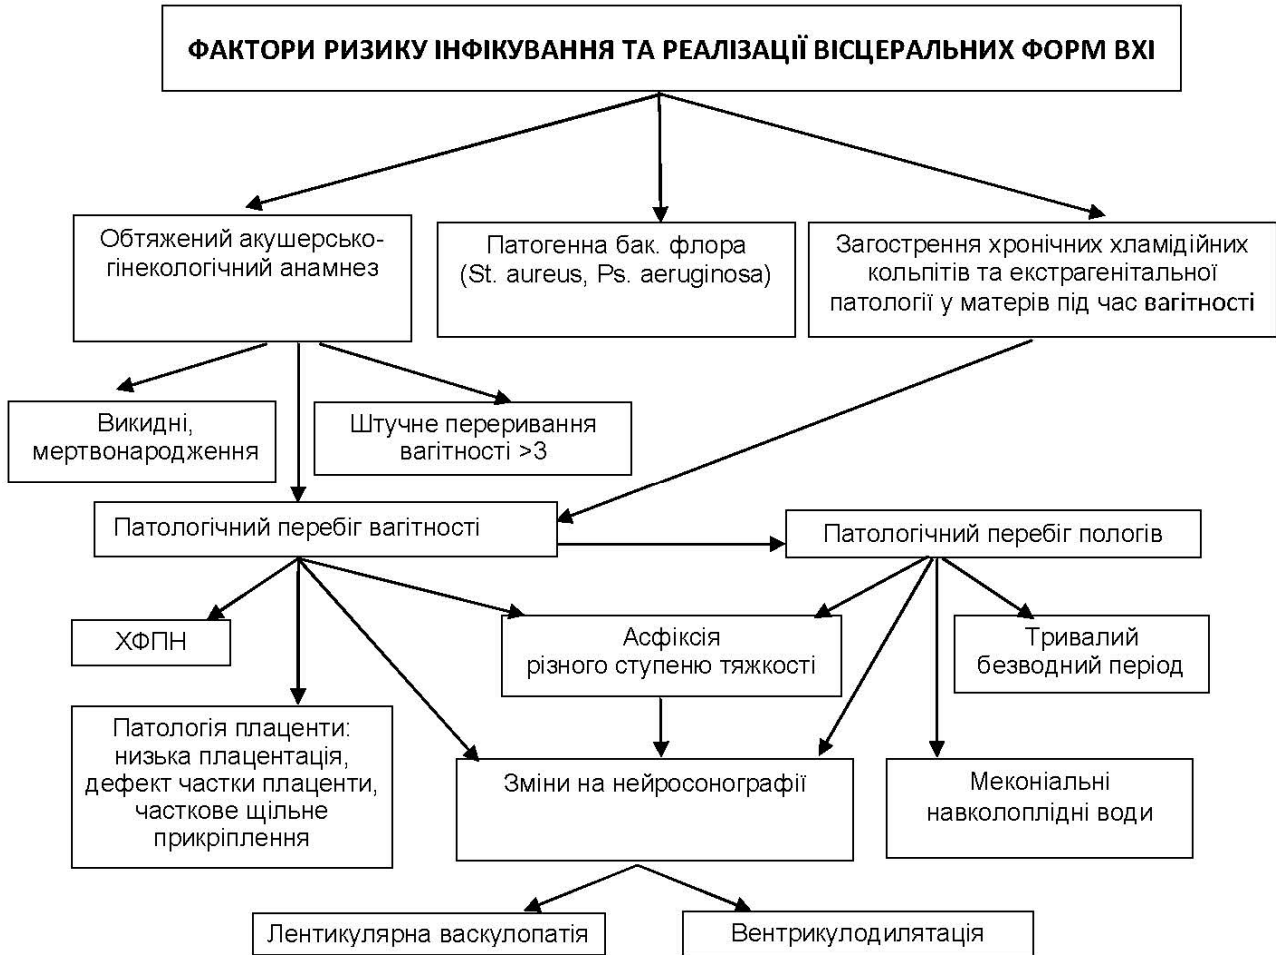 ФАКТОРИ РИЗИКУ ІНФІКУВАННЯ ТА РЕАЛІЗАЦІЇ ВІСЦЕРАЛЬНИХ ФОРМ ВХІ
Обтяжений акушерсько-
гінекологічний анамнез
Патогенна бак. флора
(St. aureus, Ps. aeruginosa)
Загострення хронічних хламідійних
кольпітів та екстрагенітальної
патології у матерів під час вагітності
Викидні,
мертвонародження
Штучне переривання
вагітності >3
Патологічний перебіг вагітності
Патологічний перебіг пологів
ХФПН
Асфіксія
різного ступеню тяжкості
Тривалий
безводний період
Патологія плаценти:
низька плацентація,
дефект частки плаценти,
часткове щільне
прикріплення
Зміни на нейросонографії
Меконіальні
навколоплідні води
Лентикулярна васкулопатія
Вентрикулодилятація